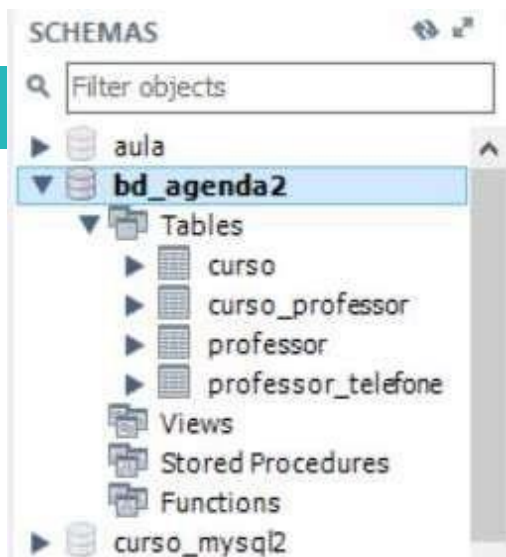 SCHEMAS
Filter objects
aula
bd_agenda2
Tables
curso
curso_professor
professor
professor_telefone
Views
Stored Procedures
Functions
curso_mysql2